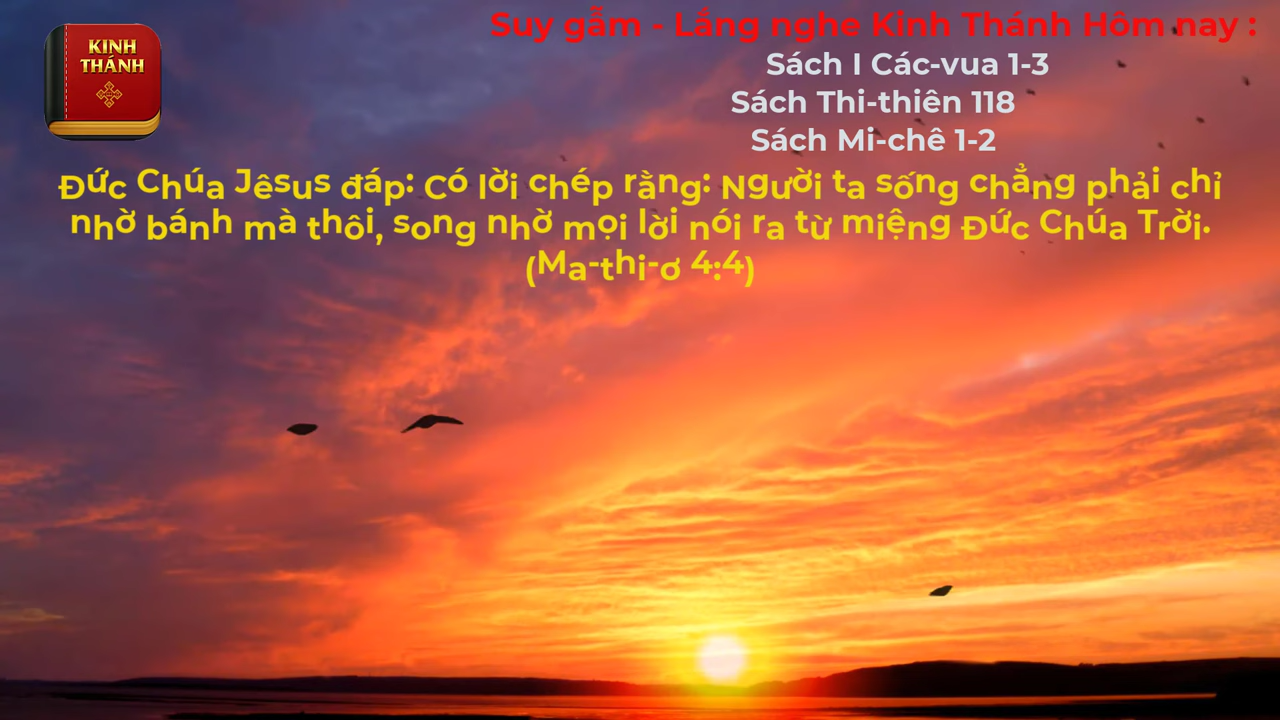 KINH
THÁNH
Suy gẫm - Lắng nghe Kinh Thánh Hôm nay :
Sách I Các-vua 1-3
Sách Thi-thiên 118
Sách Mi-chê 1-2
Đức Chúa Jêsus đáp: Có lời chép rằng: Người ta sống chẳng phải chỉ
nhờ bánh mà thôi, song nhờ mọi lời nói ra từ miệng Đức Chúa Trời.
(Ma-thi-ơ 4:4)